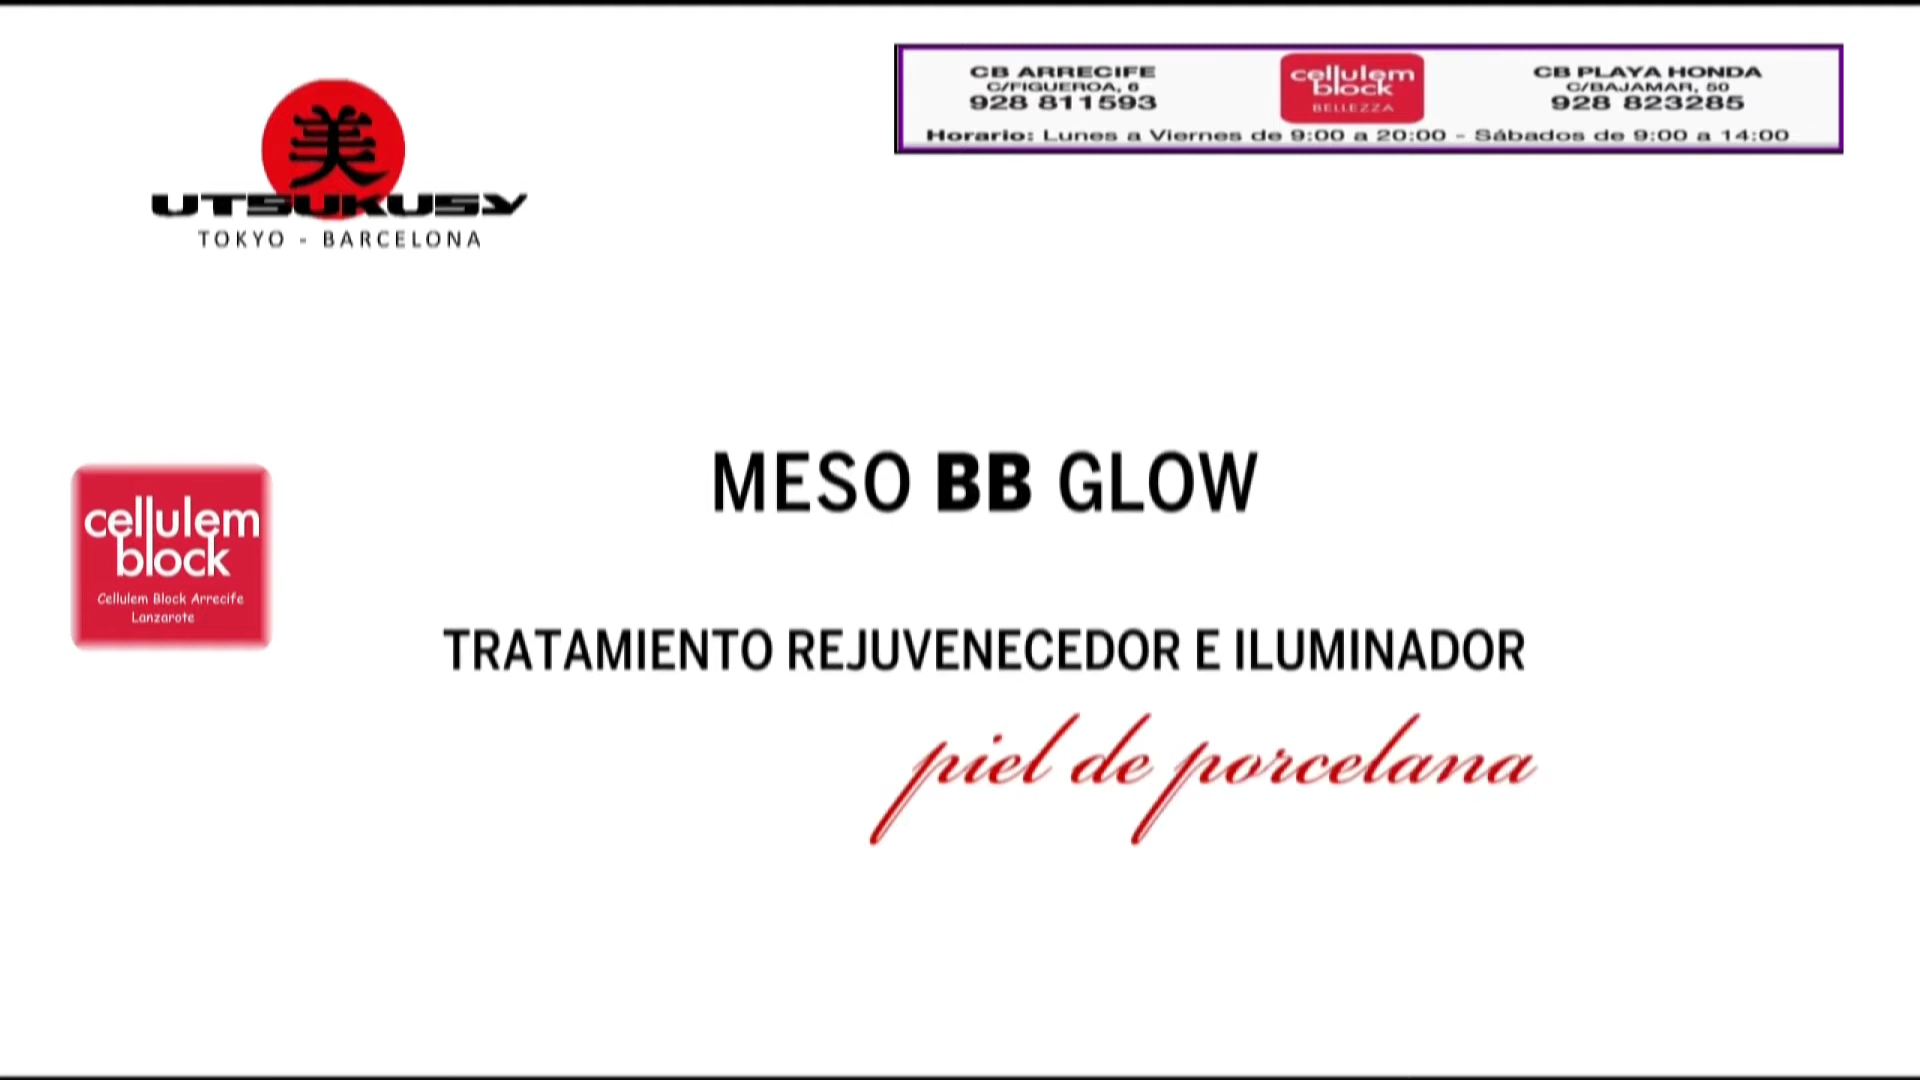 美
UTSUKUSY
TOKYO - BARCELONA
CB ARRECIFE
C/FIGUEROA, 6
928 811593
cellulem
block
BELLEZZA
CB PLAYA HONDA
C/BAJAMAR, 50
928 823285
Horario: Lunes a Viernes de 9:00 a 20:00 - Sábados de 9:00 a 14:00
MESO BB GLOW
cellulem
block
Cellulem Block Arrecife
Lanzarote
TRATAMIENTO REJUVENECEDOR E ILUMINADOR
piel de porcelana